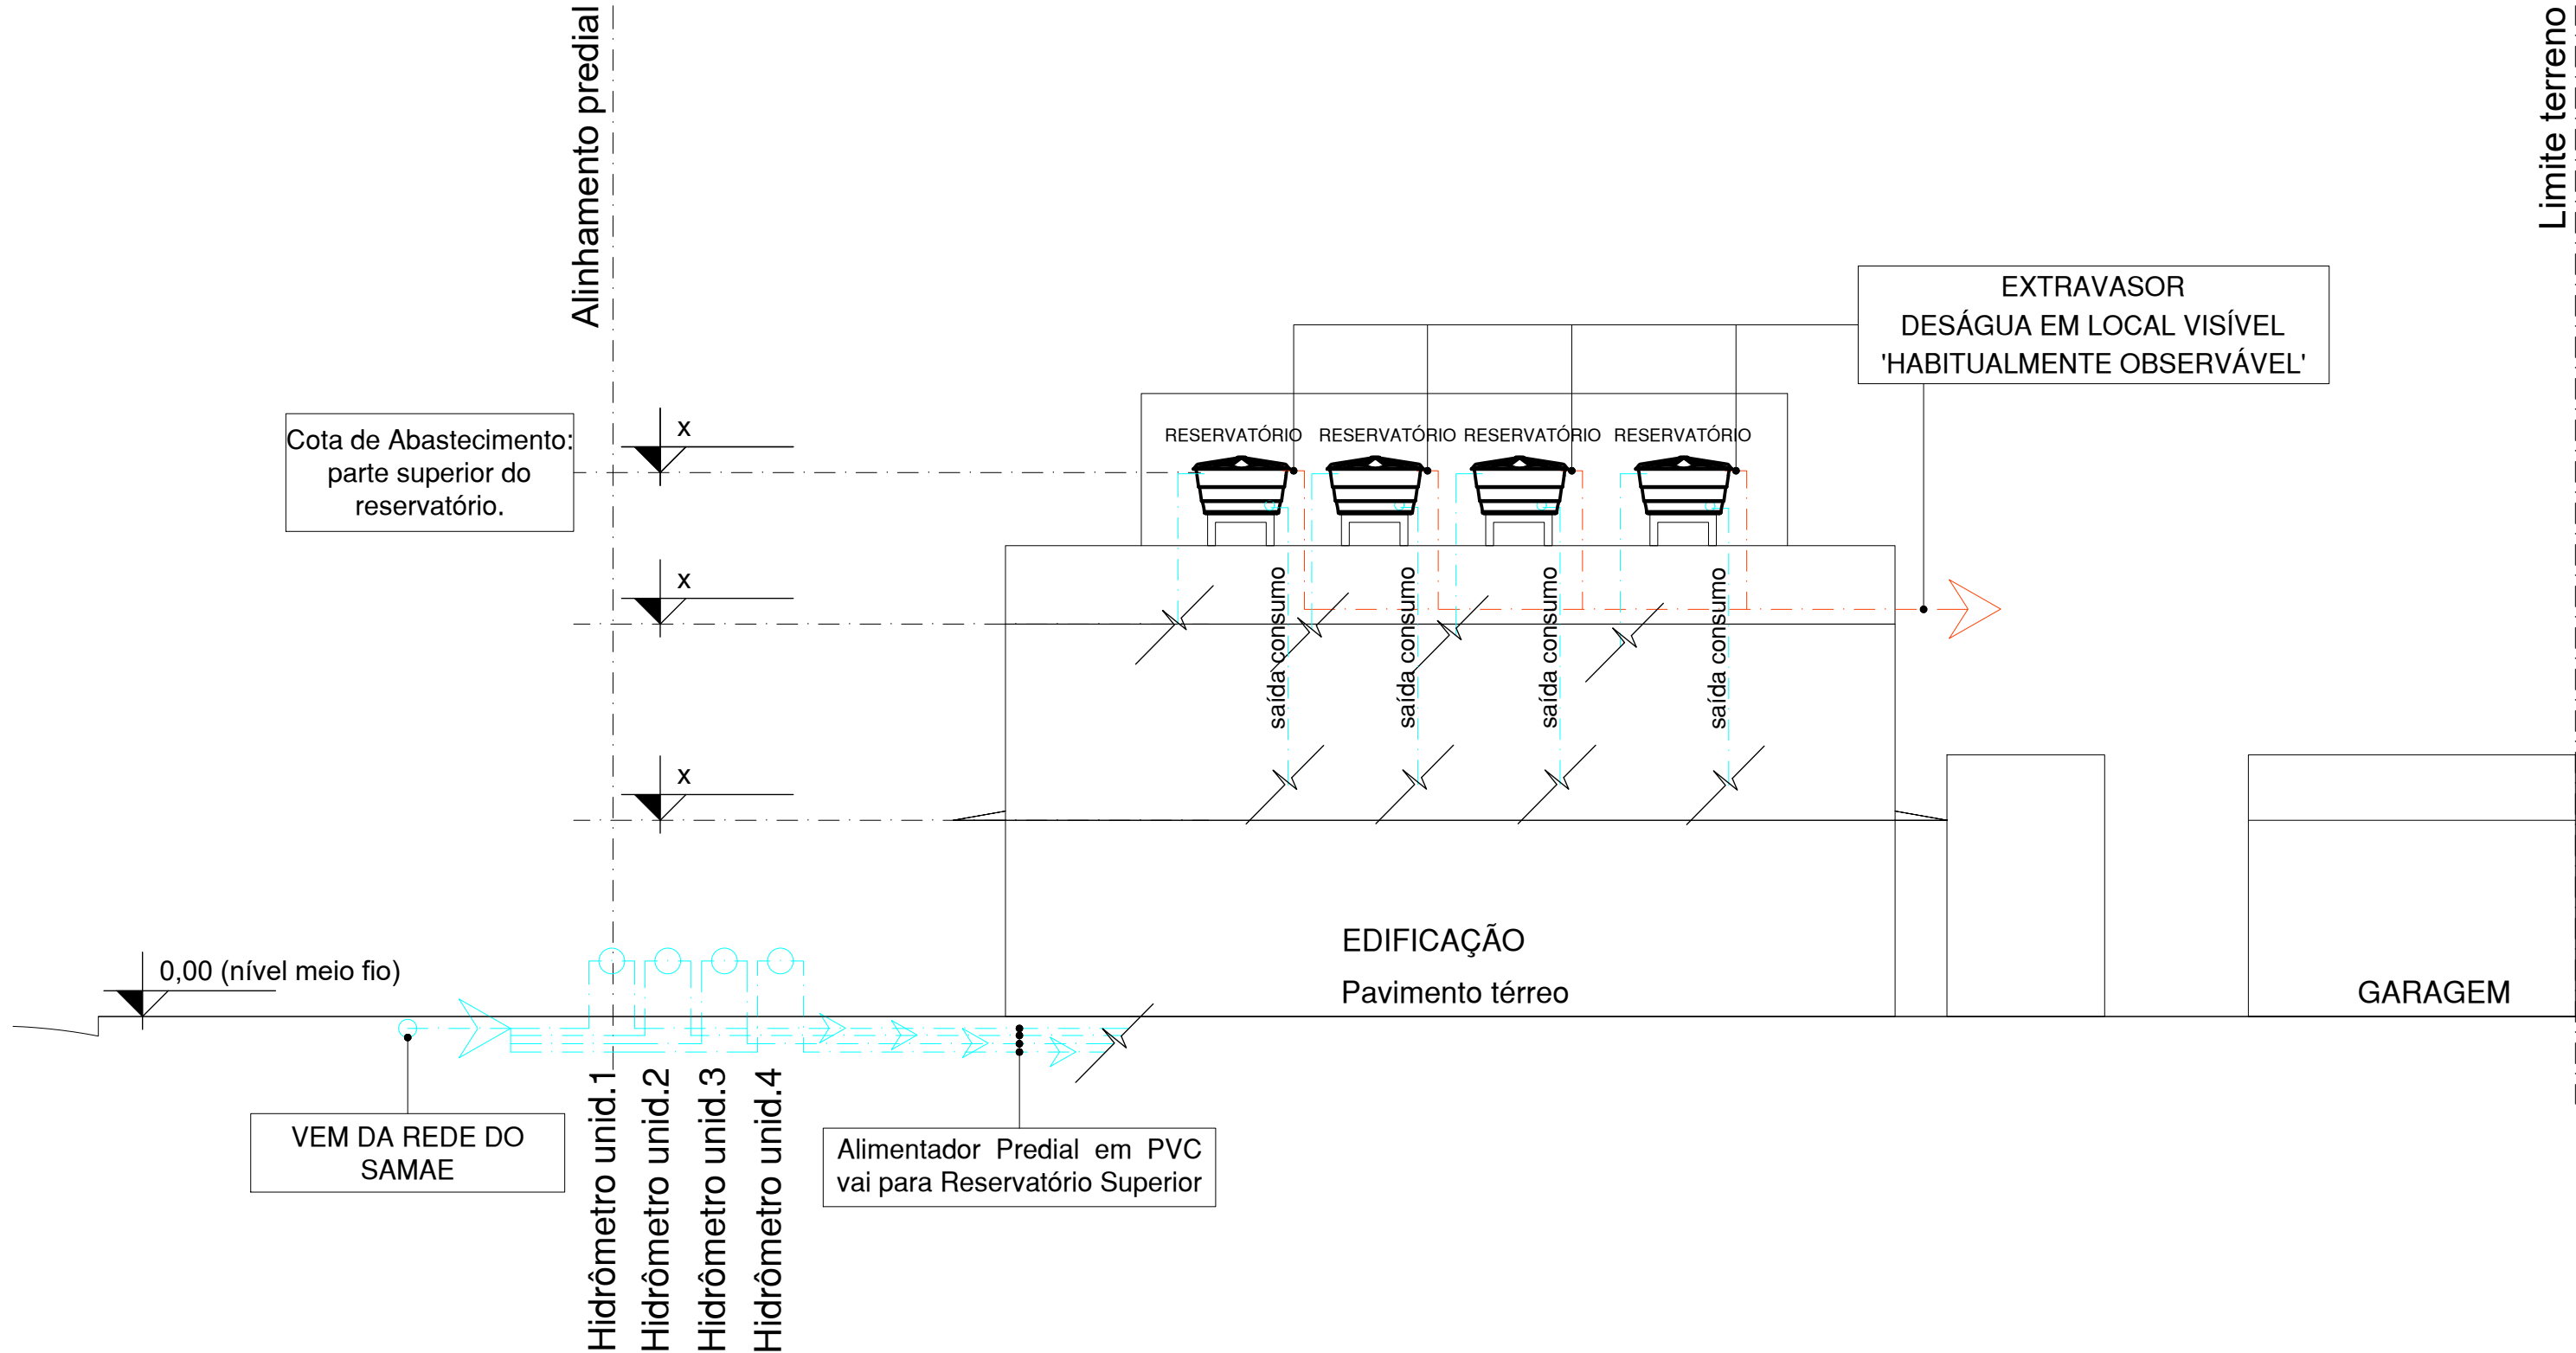 Alinhamento predial
Limite terreno
EXTRAVASOR
DESÁGUA EM LOCAL VISÍVEL
'HABITUALMENTE OBSERVÁVEL'
Cota de Abastecimento:
parte superior do
reservatório.
x
RESERVATÓRIO
RESERVATÓRIO
RESERVATÓRIO
RESERVATÓRIO
x
saída consumo
saída consumo
saída consumo
saída consumo
x
EDIFICAÇÃO
Pavimento térreo
GARAGEM
0,00 (nível meio fio)
VEM DA REDE DO
SAMAE
Hidrômetro unid.1
Hidrômetro unid.2
Hidrômetro unid.3
Hidrômetro unid.4
Alimentador Predial em PVC
vai para Reservatório Superior